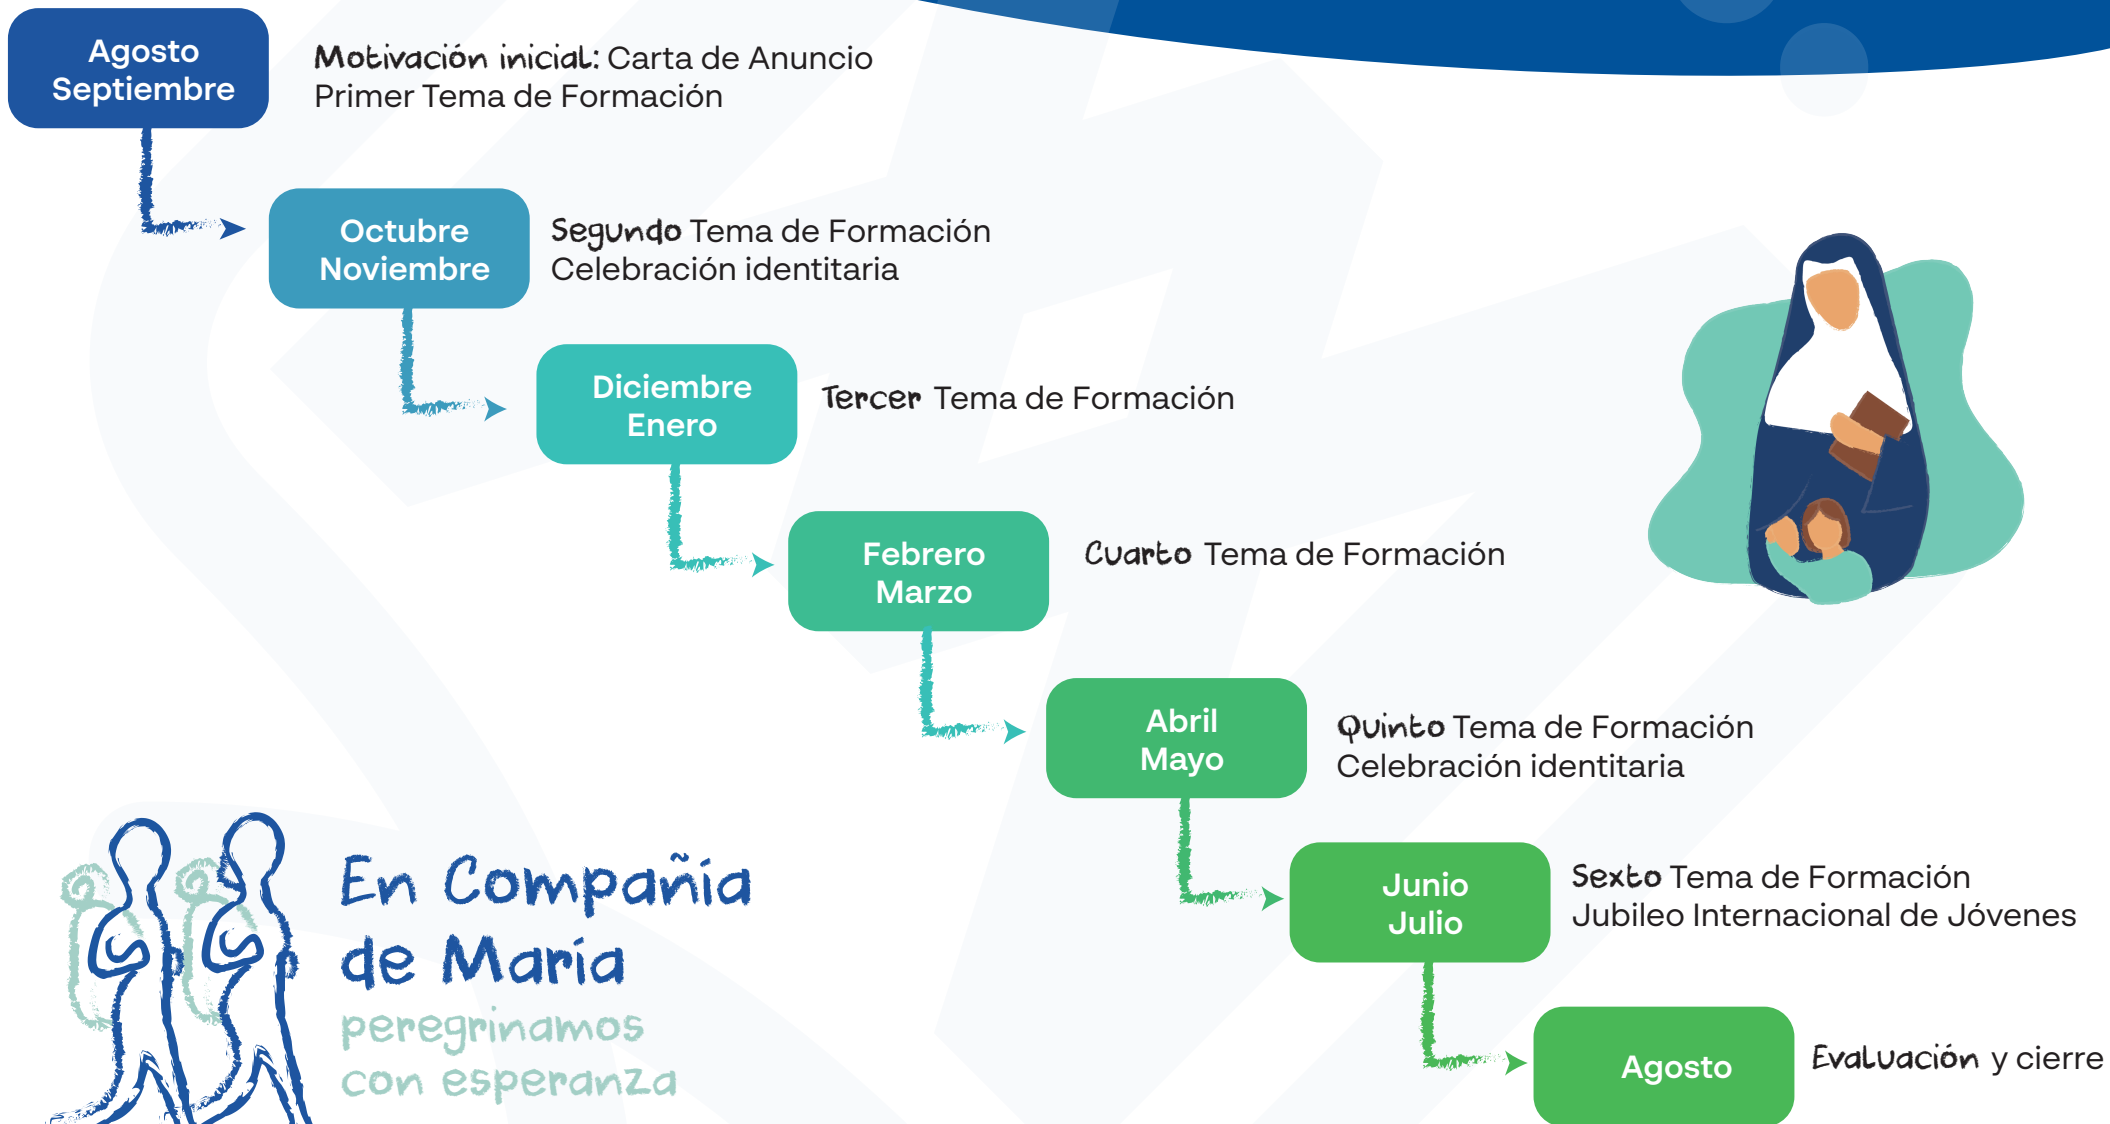 Agosto
Septiembre
Motivación inicial: Carta de Anuncio
Primer Tema de Formación
Octubre
Noviembre
Segundo Tema de Formación
Celebración identitaria
Diciembre
Enero
Tercer Tema de Formación
Febrero
Marzo
Cuarto Tema de Formación
Abril
Mayo
Quinto Tema de Formación
Celebración identitaria
Junio
Julio
Sexto Tema de Formación
Jubileo Internacional de Jóvenes
Agosto
Evaluación y cierre
En Compañía
de María
peregrinamos
con esperanza